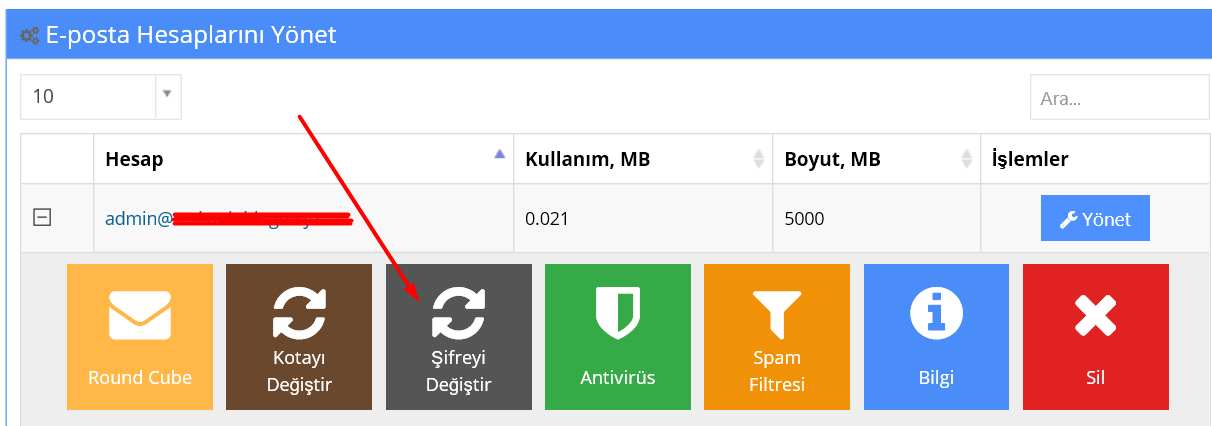 E-posta Hesaplarını Yönet
10
Ara...
Hesap Kullanım, MB Boyut, MB İşlemler
admin@ 0.021 5000 Yönet
Round Cube
Kotayı
Değiştir
Şifreyi
Değiştir
Antivirüs
Spam
Filtresi
Bilgi
Sil